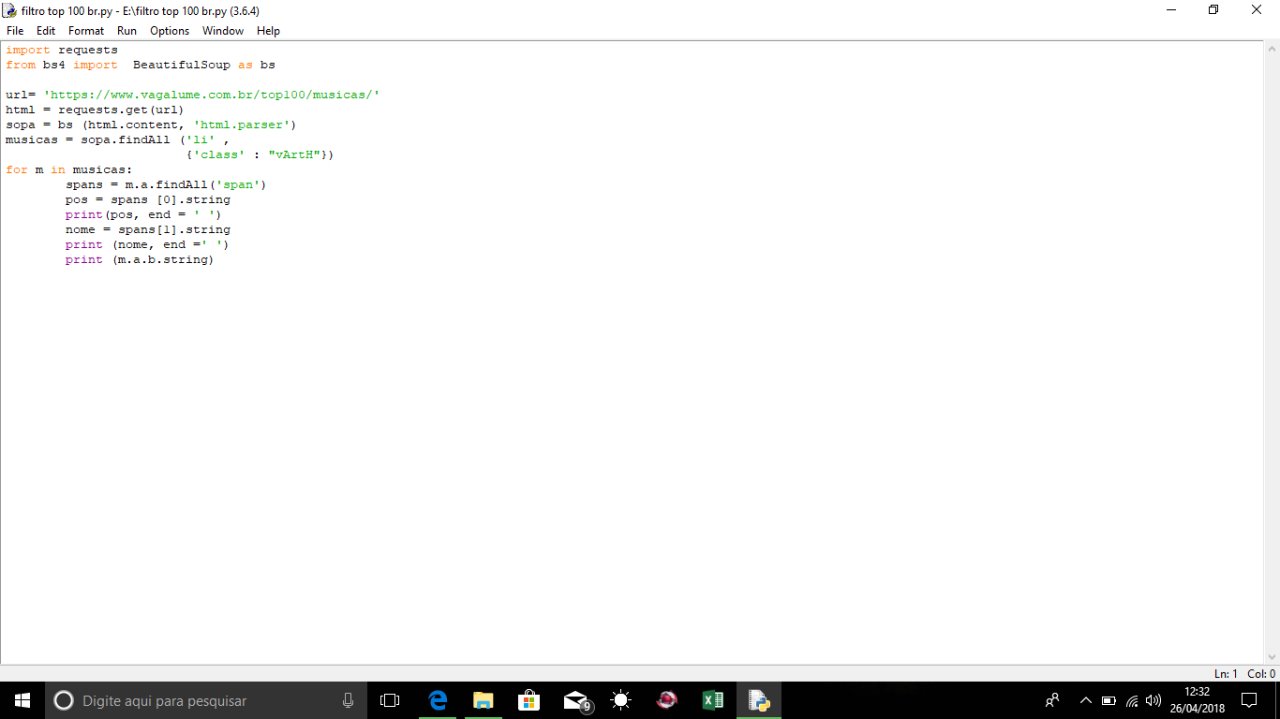 filtro top 100 br.py - E:\filtro top 100 br.py (3.6.4)
File Edit Format Run Options Window Help
import requests
from bs4 import  BeautifulSoup as bs
url= 'https://www.vagalume.com.br/top100/musicas/'
html = requests.get(url)
sopa = bs (html.content, 'html.parser')
musicas = sopa.findAll ('li' ,
                        {'class' : "vArtH"})
for m in musicas:
        spans = m.a.findAll('span')
        pos = spans [0].string
        print(pos, end = ' ')
        nome = spans[1].string
        print (nome, end =' ')
        print (m.a.b.string)
Ln: 1 Col: 0
Digite aqui para pesquisar
9
12:32
26/04/2018